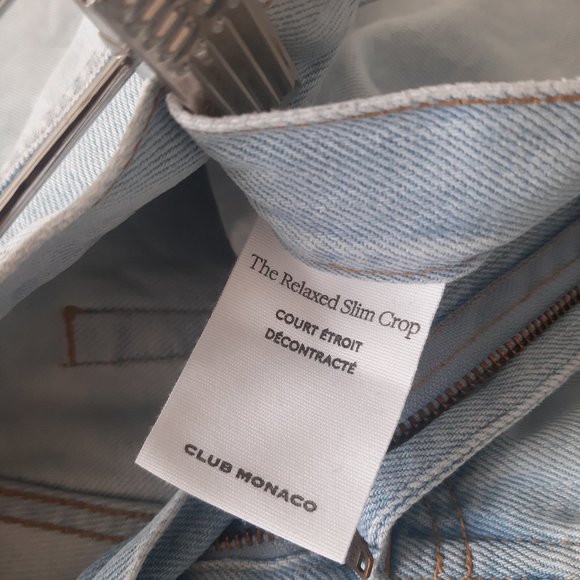 The Relaxed Slim Crop
COURT ÉTROIT
DÉCONTRACTÉ
CLUB MONACO